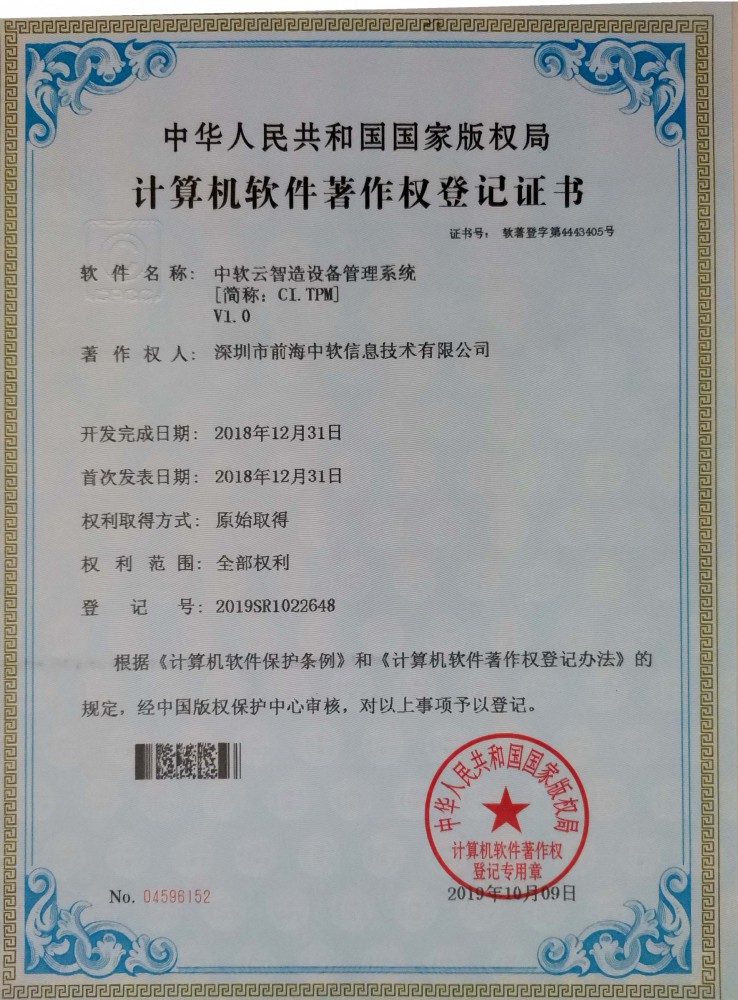 中华人民共和国国家版权局
计算机软件著作权登记证书
证书号： 软著登字第4443405号
软件名称： 中软云智造设备管理系统
[简称：CI.TPM]
V1.0
著作权人： 深圳市前海中软信息技术有限公司
开发完成日期： 2018年12月31日
首次发表日期： 2018年12月31日
权利取得方式： 原始取得
权利范围： 全部权利
登记号： 2019SR1022648
根据《计算机软件保护条例》和《计算机软件著作权登记办法》的
规定，经中国版权保护中心审核，对以上事项予以登记。
中华人民共和国国家版权局
计算机软件著作权
登记专用章
No. 04596152
2019年10月09日